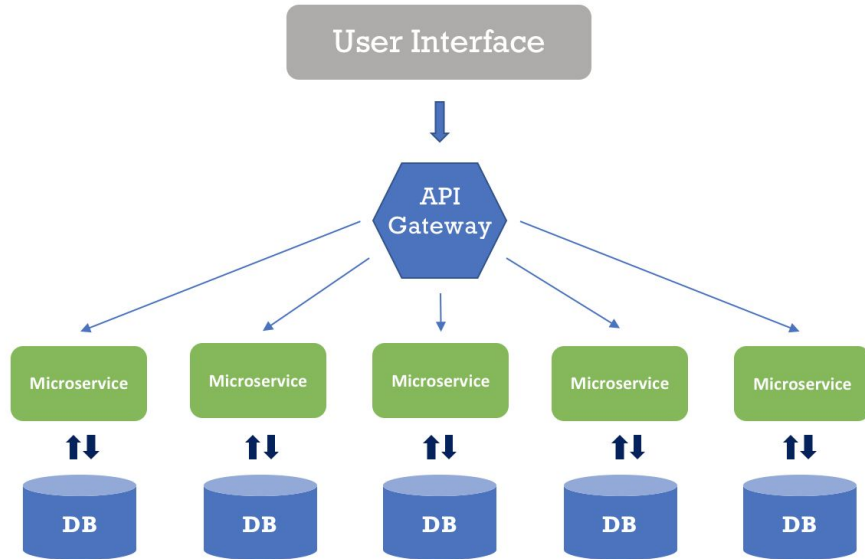 User Interface
API
Gateway
Microservice
Microservice
Microservice
Microservice
Microservice
DB
DB
DB
DB
DB